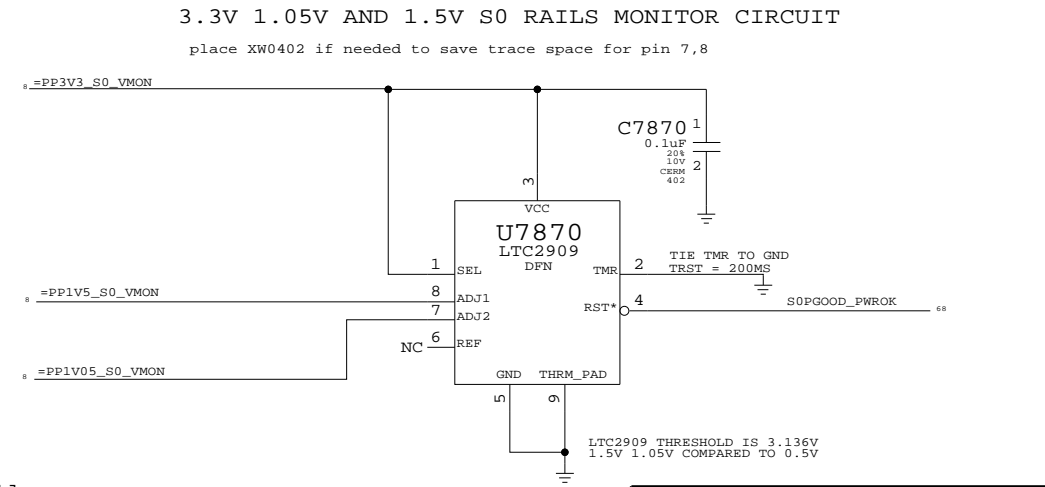 3.3V 1.05V AND 1.5V S0 RAILS MONITOR CIRCUIT
place XW0402 if needed to save trace space for pin 7,8
8 =PP3V3_S0_VMON
C7870 1
0.1uF
20%
10V 2
CERM
402
3
VCC
U7870
LTC2909
DFN
1 SEL
TMR 2
TIE TMR TO GND
TRST = 200MS
8 =PP1V5_S0_VMON
8 ADJ1
7 ADJ2
RST* 4
S0PGOOD_PWROK 68
NC 6 REF
8 =PP1V05_S0_VMON
GND THRM_PAD
5 9
LTC2909 THRESHOLD IS 3.136V
1.5V 1.05V COMPARED TO 0.5V